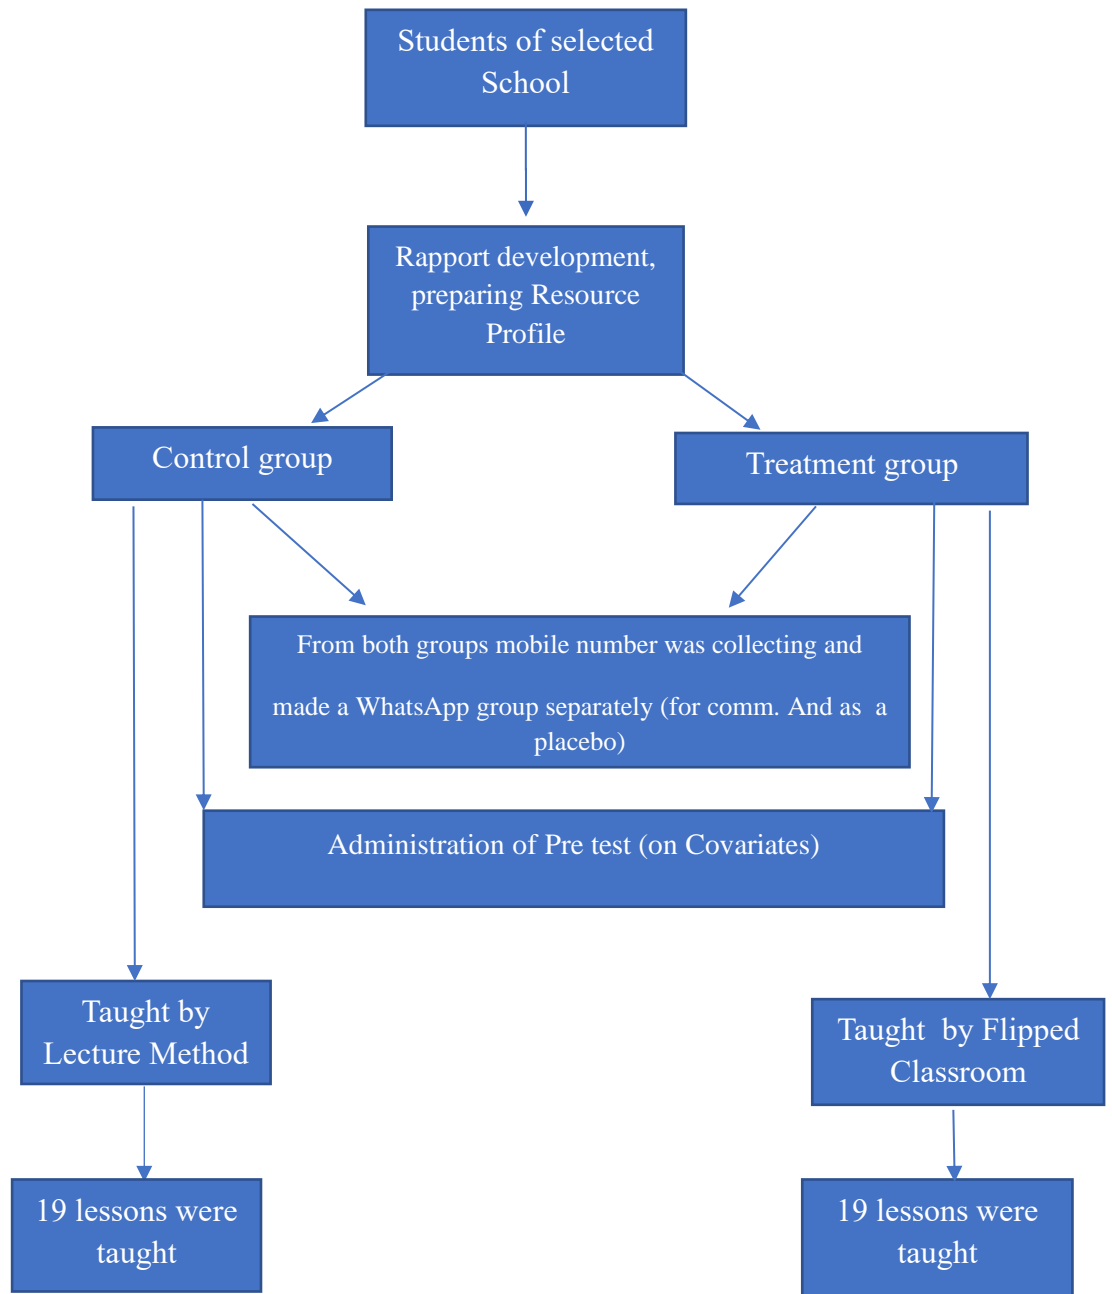 Students of selected
School
Rapport development,
preparing Resource
Profile
Control group
Treatment group
From both groups mobile number was collecting and
made a WhatsApp group separately (for comm. And as  a
placebo)
Administration of Pre test (on Covariates)
Taught by
Lecture Method
Taught  by Flipped
Classroom
19 lessons were
taught
19 lessons were
taught